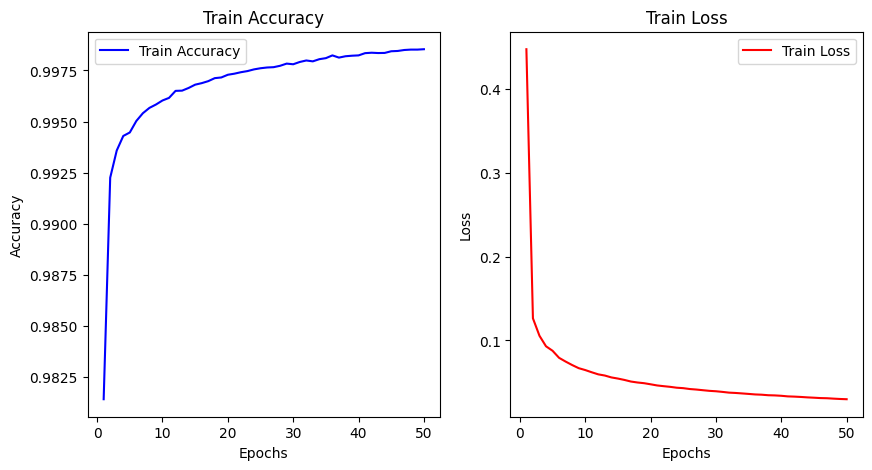 Train Accuracy
Train Accuracy
0.9975
0.9950
0.9925
0.9900
0.9875
0.9850
0.9825
Accuracy
0 10 20 30 40 50
Epochs
Train Loss
Train Loss
0.4
0.3
0.2
0.1
Loss
0 10 20 30 40 50
Epochs